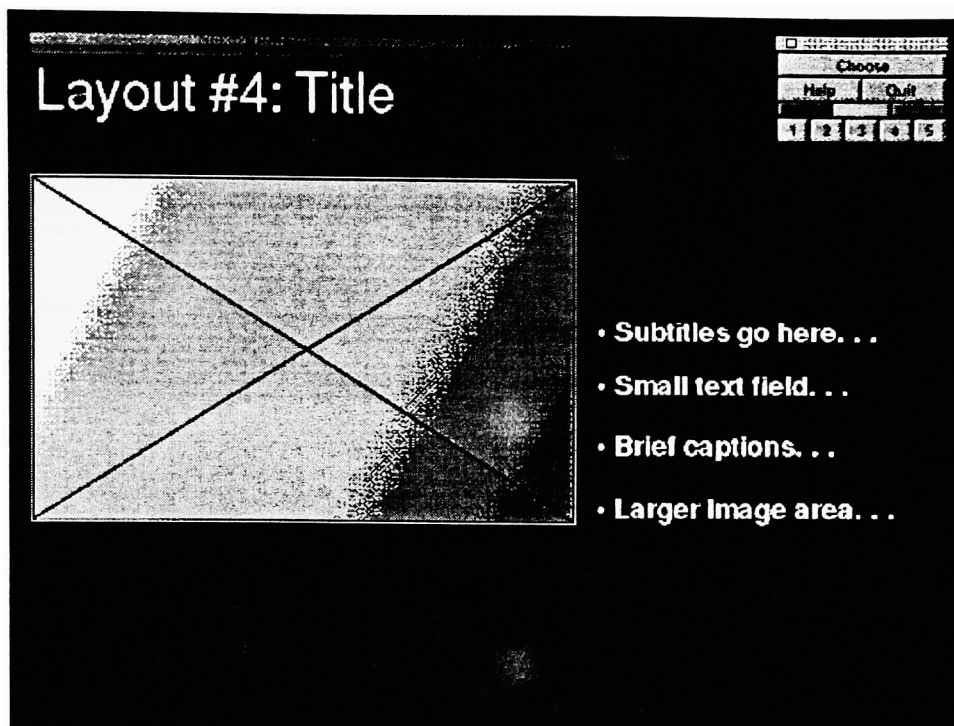 Layout #4: Title
Choose
Help Quit
1 2 3 4 5
• Subtitles go here. . .
• Small text field. . .
• Brief captions. . .
• Larger image area. . .